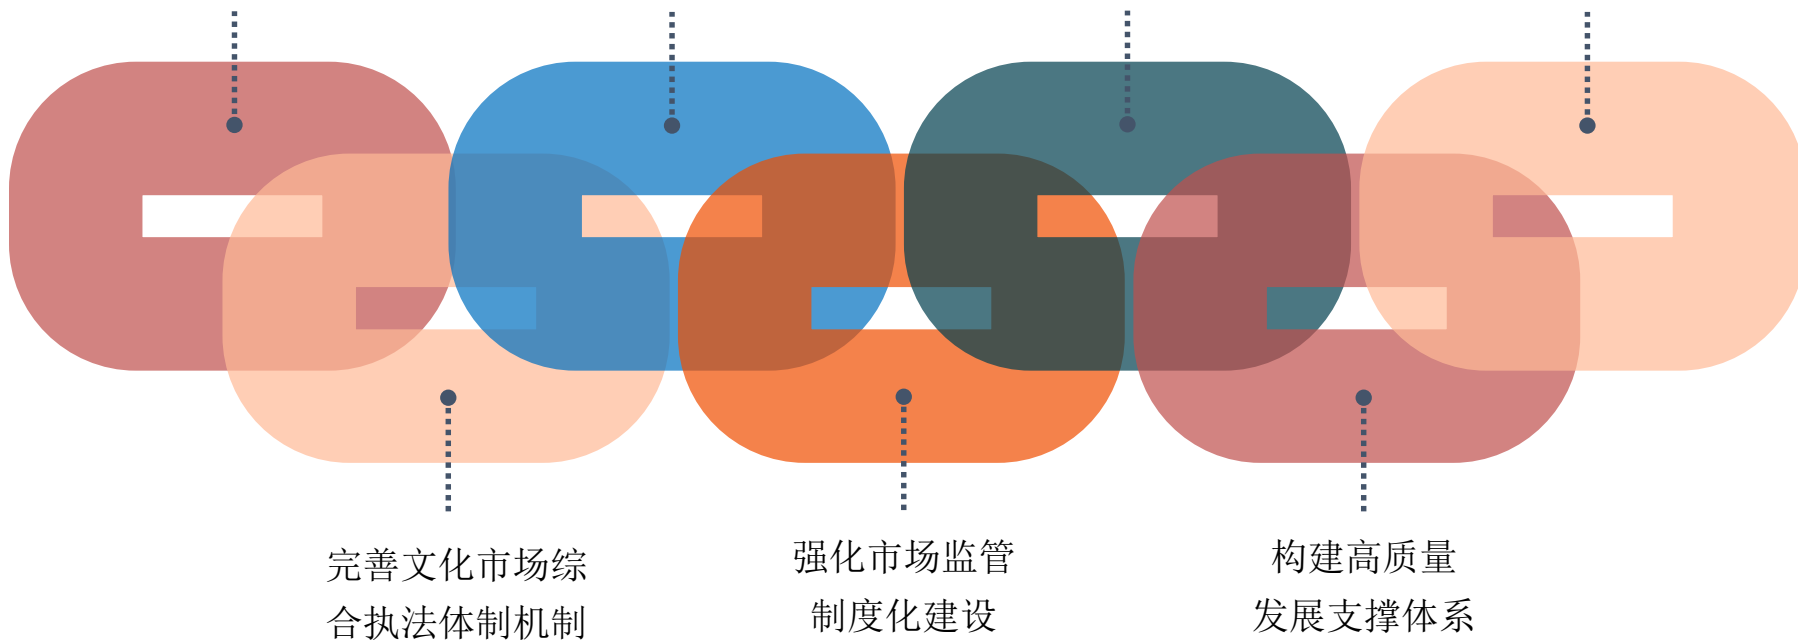 完善文化市场综
合执法体制机制
强化市场监管
制度化建设
构建高质量
发展支撑体系